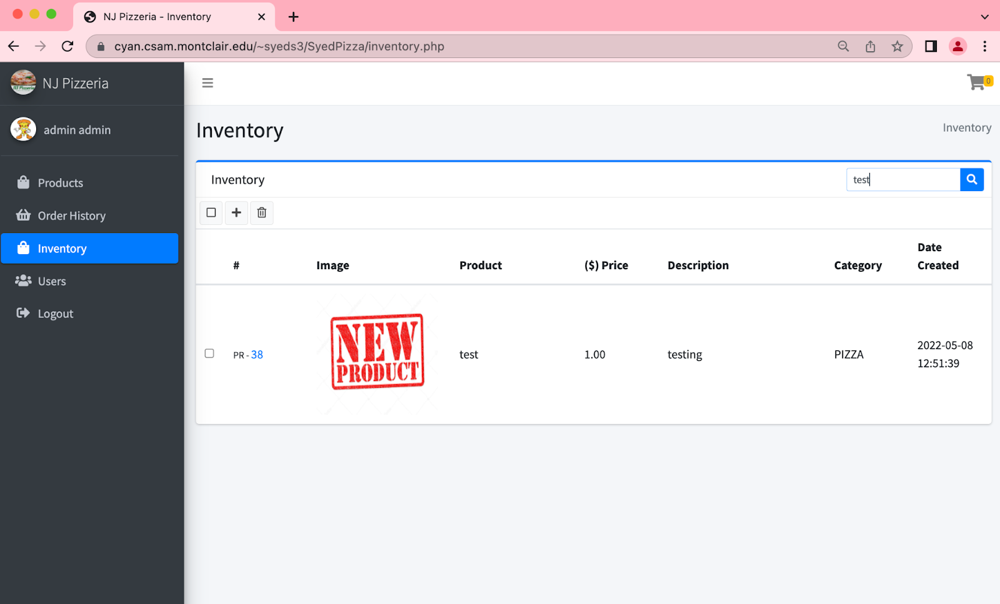 NJ Pizzeria - Inventory
cyan.csam.montclair.edu/~syeds3/SyedPizza/inventory.php
NJ Pizzeria
0
admin admin
Inventory
Inventory
Products
Order History
Inventory
Users
Logout
Inventory
test
# Image Product ($) Price Description Category Date Created
NEW
PRODUCT
PR - 38 test 1.00 testing PIZZA 2022-05-08
12:51:39